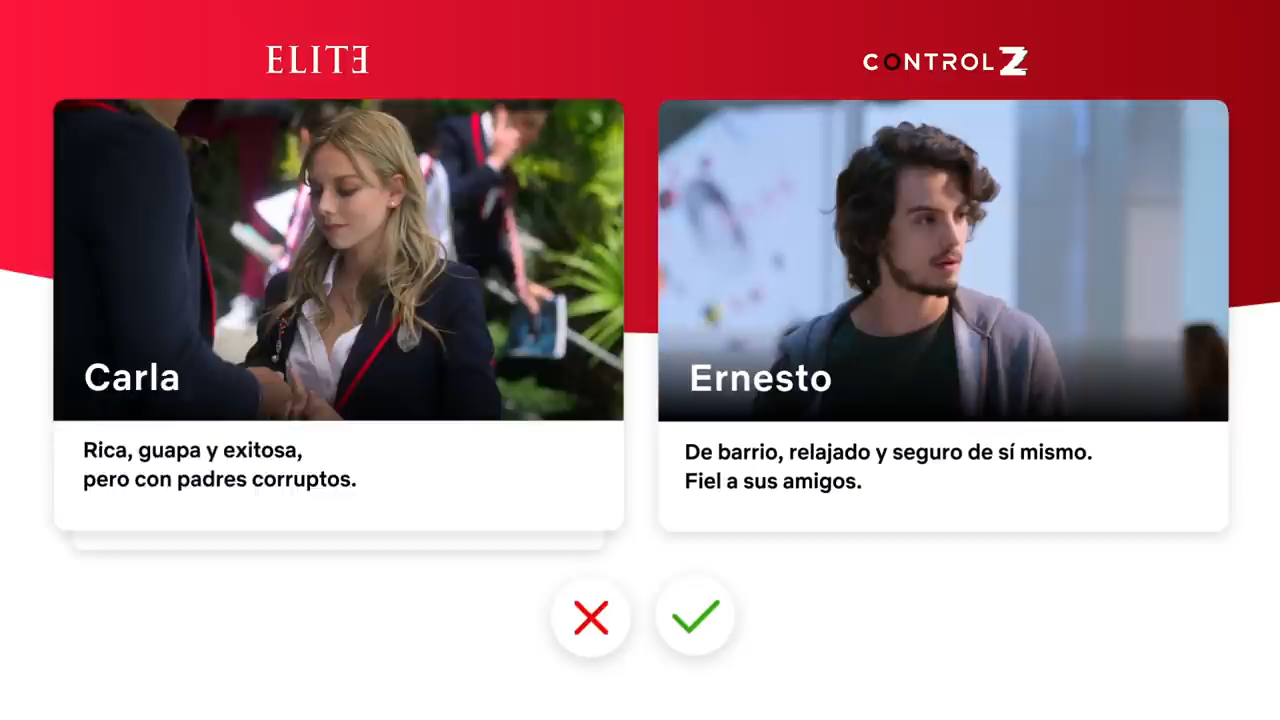 ELITE
CONTROL Z
Carla
Rica, guapa y exitosa,
pero con padres corruptos.
Ernesto
De barrio, relajado y seguro de sí mismo.
Fiel a sus amigos.